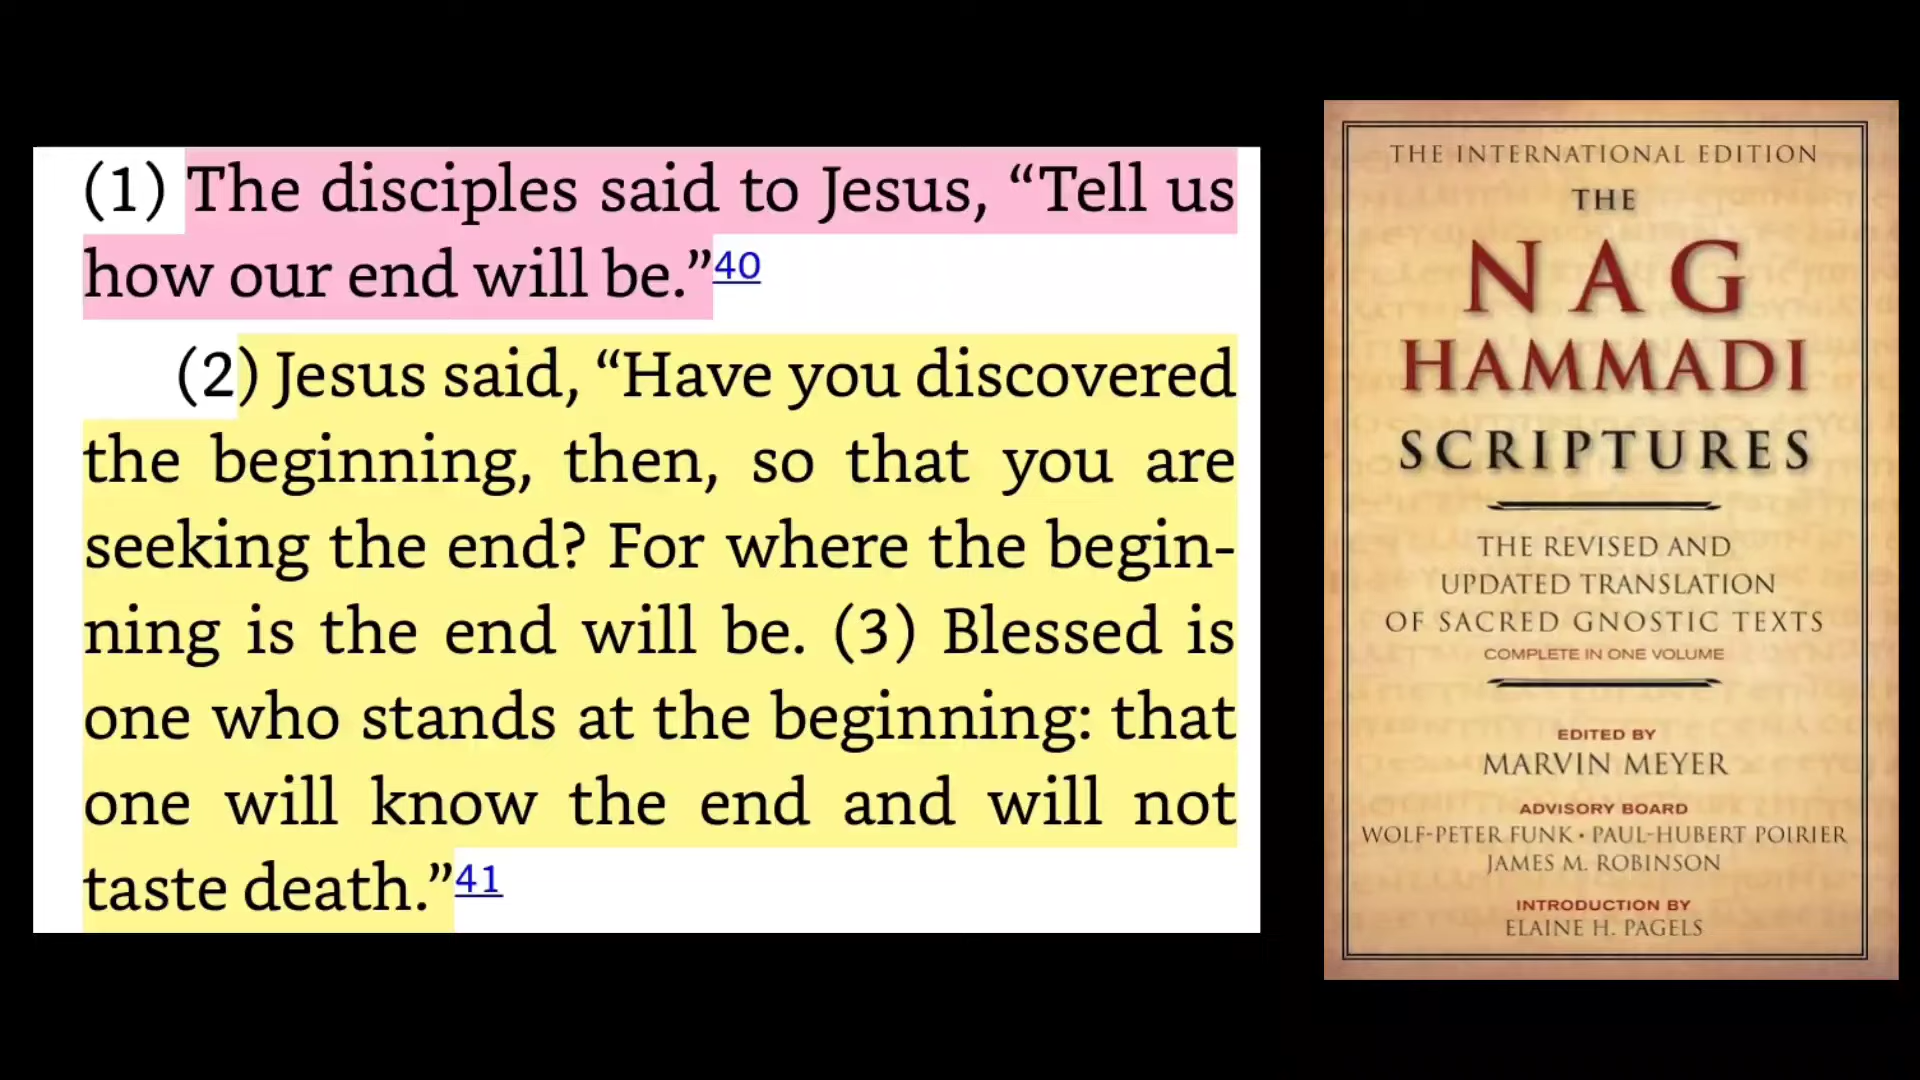 (1) The disciples said to Jesus, “Tell us
how our end will be.”40
(2) Jesus said, “Have you discovered
the beginning, then, so that you are
seeking the end? For where the begin-
ning is the end will be. (3) Blessed is
one who stands at the beginning: that
one will know the end and will not
taste death.”41
THE INTERNATIONAL EDITION
THE
NAG
HAMMADI
SCRIPTURES
THE REVISED AND
UPDATED TRANSLATION
OF SACRED GNOSTIC TEXTS
COMPLETE IN ONE VOLUME
EDITED BY
MARVIN MEYER
ADVISORY BOARD
WOLF-PETER FUNK • PAUL-HUBERT POIRIER
JAMES M. ROBINSON
INTRODUCTION BY
ELAINE H. PAGELS